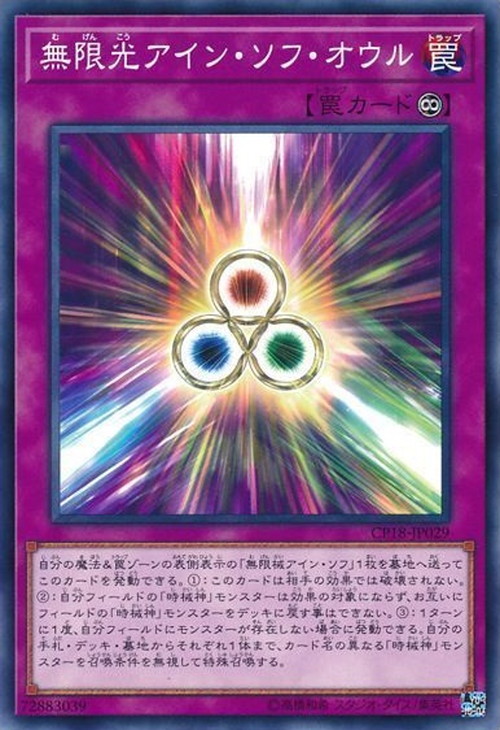 無限光アイン・ソフ・オウル 罠
【罠カード】
CP18-JP029
自分の魔法&罠ゾーンの表側表示の「無限械アイン・ソフ」1枚を墓地へ送って
このカードを発動できる。①:このカードは相手の効果では破壊されない。
②:自分フィールドの「時械神」モンスターは効果の対象にならず、お互いに
フィールドの「時械神」モンスターをデッキに戻す事はできない。③:1ターン
に1度、自分フィールドにモンスターが存在しない場合に発動できる。自分の
手札・デッキ・墓地からそれぞれ1体まで、カード名の異なる「時械神」モンス
ターを召喚条件を無視して特殊召喚する。
72883039
©高橋和希 スタジオ・ダイス/集英社